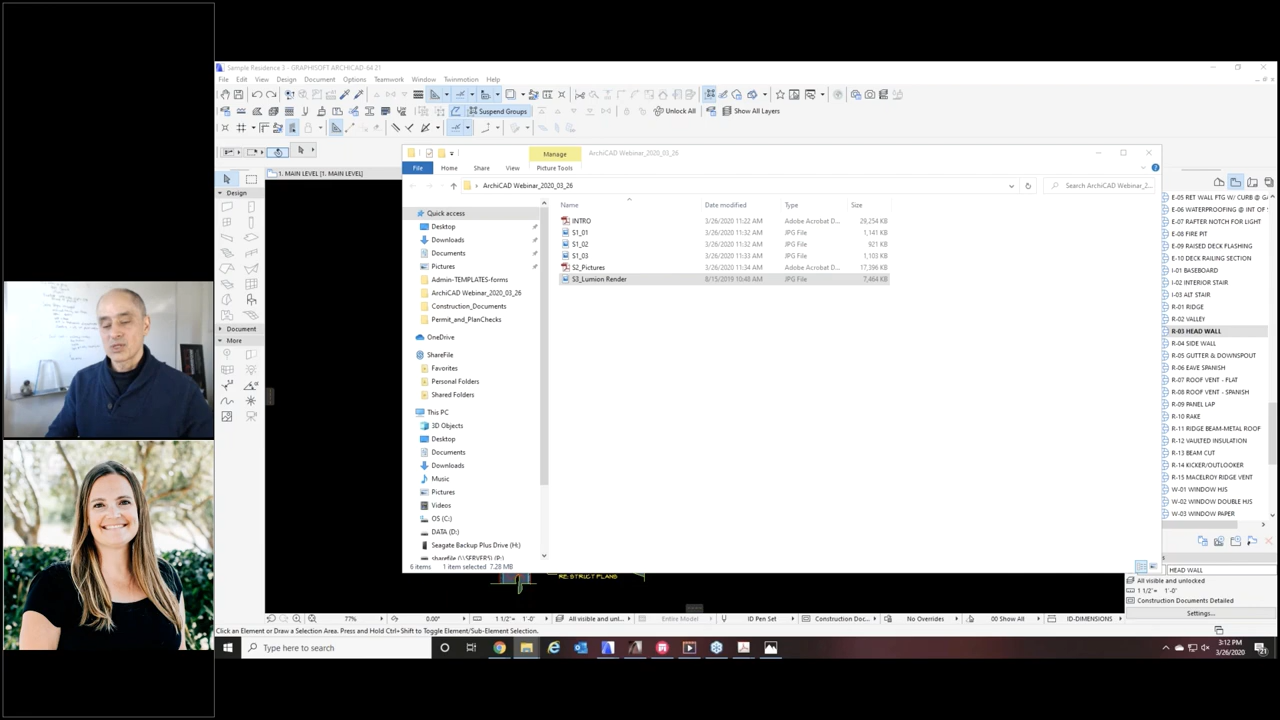 Sample Residence 3 - GRAPHISOFT ARCHICAD-64 25
File Edit View Design Document Options Teamwork Window Twinmotion Help
Suspend Groups
Unlock All
Show All Layers
1. MAIN LEVEL [1. MAIN LEVEL]
Design
Document
More
Manage
ArchiCAD Webinar_2020_03_26
File Home Share View Picture Tools
ArchiCAD Webinar_2020_03_26
Search ArchiCAD Webinar_2...
Name Date modified Type Size
INTRO 3/26/2020 11:22 AM Adobe Acrobat D... 29,254 KB
S1_01 3/26/2020 11:32 AM JPG File 1,141 KB
S1_02 3/26/2020 11:32 AM JPG File 921 KB
S1_03 3/26/2020 11:33 AM JPG File 1,103 KB
S2_Pictures 3/26/2020 11:34 AM Adobe Acrobat D... 17,396 KB
S3_Lumion Render 8/15/2019 10:48 AM JPG File 7,464 KB
Quick access
Desktop
Downloads
Documents
Pictures
Admin-TEMPLATES-forms
ArchiCAD Webinar_2020_03_26
Construction_Documents
Permit_and_PlanChecks
OneDrive
ShareFile
Favorites
Personal Folders
Shared Folders
This PC
3D Objects
Desktop
Documents
Downloads
Music
Pictures
Videos
OS (C:)
DATA (D:)
Seagate Backup Plus Drive (H:)
6 items 1 item selected 7.28 MB
E-06 WATERPROOFING @ INT OF
E-07 RAFTER NOTCH FOR LIGHT
E-08 FIRE PIT
E-09 RAISED DECK FLASHING
E-10 DECK RAILING SECTION
I-01 BASEBOARD
I-02 INTERIOR STAIR
I-03 ALT STAIR
R-01 RIDGE
R-02 VALLEY
R-03 HEAD WALL
R-04 SIDE WALL
R-05 GUTTER & DOWNSPOUT
R-06 EAVE SPANISH
R-07 ROOF VENT - FLAT
R-08 ROOF VENT - SPANISH
R-09 PANEL LAP
R-10 RAKE
R-11 RIDGE BEAM-METAL ROOF
R-12 VAULTED INSULATION
R-13 BEAM CUT
R-14 KICKER/OUTLOOKER
R-15 MACELROY RIDGE VENT
W-01 WINDOW HJS
W-02 WINDOW DOUBLE HJS
W-03 WINDOW PAPER
HEAD WALL
All visible and unlocked
1 1/2" 1'-0"
Construction Documents Detailed
Settings...
RE STRUCT PLANS
77% 0.00° 1 1/2" = 1'-0" All visible and unl... Entire Model ID Pen Set Construction Doc... No Overrides 00 Show All ID-DIMENSIONS
Click an Element or Draw a Selection Area. Press and Hold Ctrl+Shift to Toggle Element/Sub-Element Selection.
Type here to search
3:12 PM
3/26/2020